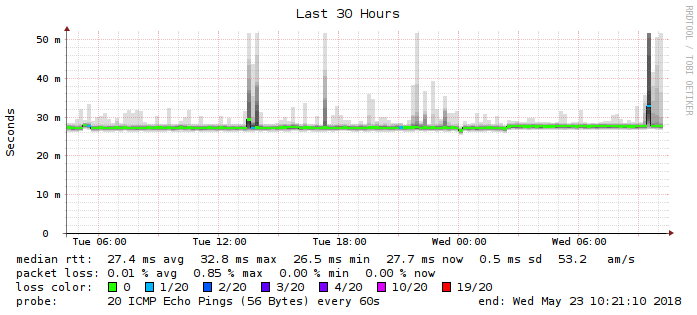 Last 30 Hours
RRDTOOL / TOBI OETIKER
Seconds
50 m
40 m
30 m
20 m
10 m
0
Tue 06:00 Tue 12:00 Tue 18:00 Wed 00:00 Wed 06:00
median rtt: 27.4 ms avg 32.8 ms max 26.5 ms min 27.7 ms now 0.5 ms sd 53.2 am/s
packet loss: 0.01 % avg 0.85 % max 0.00 % min 0.00 % now
loss color: 0 1/20 2/20 3/20 4/20 10/20 19/20
probe: 20 ICMP Echo Pings (56 Bytes) every 60s end: Wed May 23 10:21:10 2018